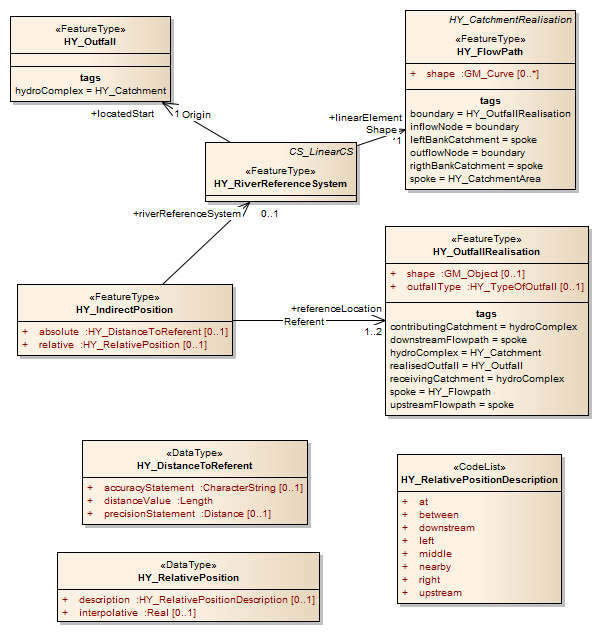 «FeatureType»
HY_Outfall
tags
hydroComplex = HY_Catchment
HY_CatchmentRealisation
«FeatureType»
HY_FlowPath
+ shape :GM_Curve [0..*]
tags
boundary = HY_OutfallRealisation
inflowNode = boundary
leftBankCatchment = spoke
outflowNode = boundary
rigthBankCatchment = spoke
spoke = HY_CatchmentArea
+locatedStart
1 Origin
+linearElement
Shape
1
CS_LinearCS
«FeatureType»
HY_RiverReferenceSystem
+riverReferenceSystem
0..1
«FeatureType»
HY_IndirectPosition
+ absolute :HY_DistanceToReferent [0..1]
+ relative :HY_RelativePosition [0..1]
+referenceLocation
Referent
1..2
«FeatureType»
HY_OutfallRealisation
+ shape :GM_Object [0..1]
+ outfallType :HY_TypeOfOutfall [0..1]
tags
contributingCatchment = hydroComplex
downstreamFlowpath = spoke
hydroComplex = HY_Catchment
realisedOutfall = HY_Outfall
receivingCatchment = hydroComplex
spoke = HY_Flowpath
upstreamFlowpath = spoke
«DataType»
HY_DistanceToReferent
+ accuracyStatement :CharacterString [0..1]
+ distanceValue :Length
+ precisionStatement :Distance [0..1]
«CodeList»
HY_RelativePositionDescription
+ at
+ between
+ downstream
+ left
+ middle
+ nearby
+ right
+ upstream
«DataType»
HY_RelativePosition
+ description :HY_RelativePositionDescription [0..1]
+ interpolative :Real [0..1]